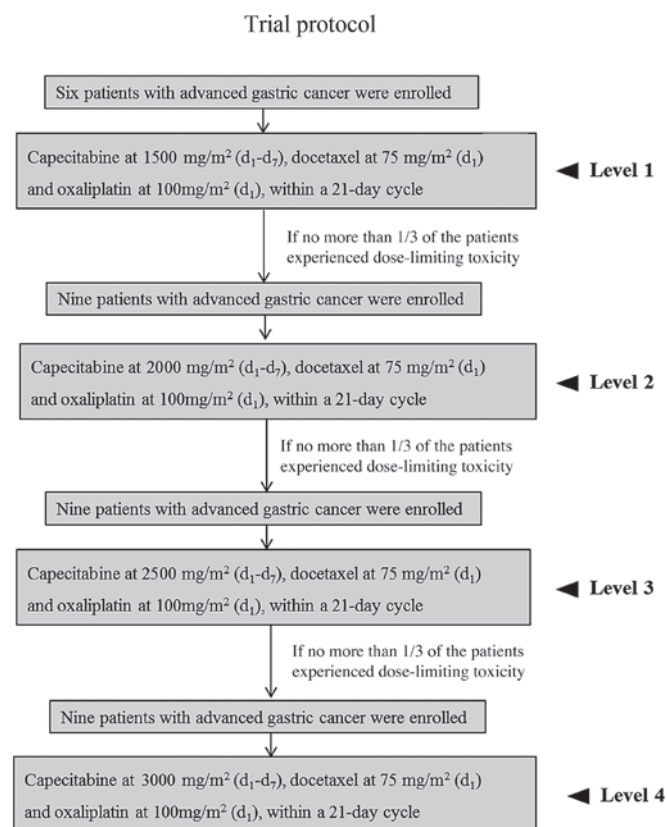 Trial protocol
Six patients with advanced gastric cancer were enrolled
Capecitabine at 1500 mg/m² (d₁-d₇), docetaxel at 75 mg/m² (d₁)
and oxaliplatin at 100mg/m² (d₁), within a 21-day cycle
Level 1
If no more than 1/3 of the patients
experienced dose-limiting toxicity
Nine patients with advanced gastric cancer were enrolled
Capecitabine at 2000 mg/m² (d₁-d₇), docetaxel at 75 mg/m² (d₁)
and oxaliplatin at 100mg/m² (d₁), within a 21-day cycle
Level 2
If no more than 1/3 of the patients
experienced dose-limiting toxicity
Nine patients with advanced gastric cancer were enrolled
Capecitabine at 2500 mg/m² (d₁-d₇), docetaxel at 75 mg/m² (d₁)
and oxaliplatin at 100mg/m² (d₁), within a 21-day cycle
Level 3
If no more than 1/3 of the patients
experienced dose-limiting toxicity
Nine patients with advanced gastric cancer were enrolled
Capecitabine at 3000 mg/m² (d₁-d₇), docetaxel at 75 mg/m² (d₁)
and oxaliplatin at 100mg/m² (d₁), within a 21-day cycle
Level 4